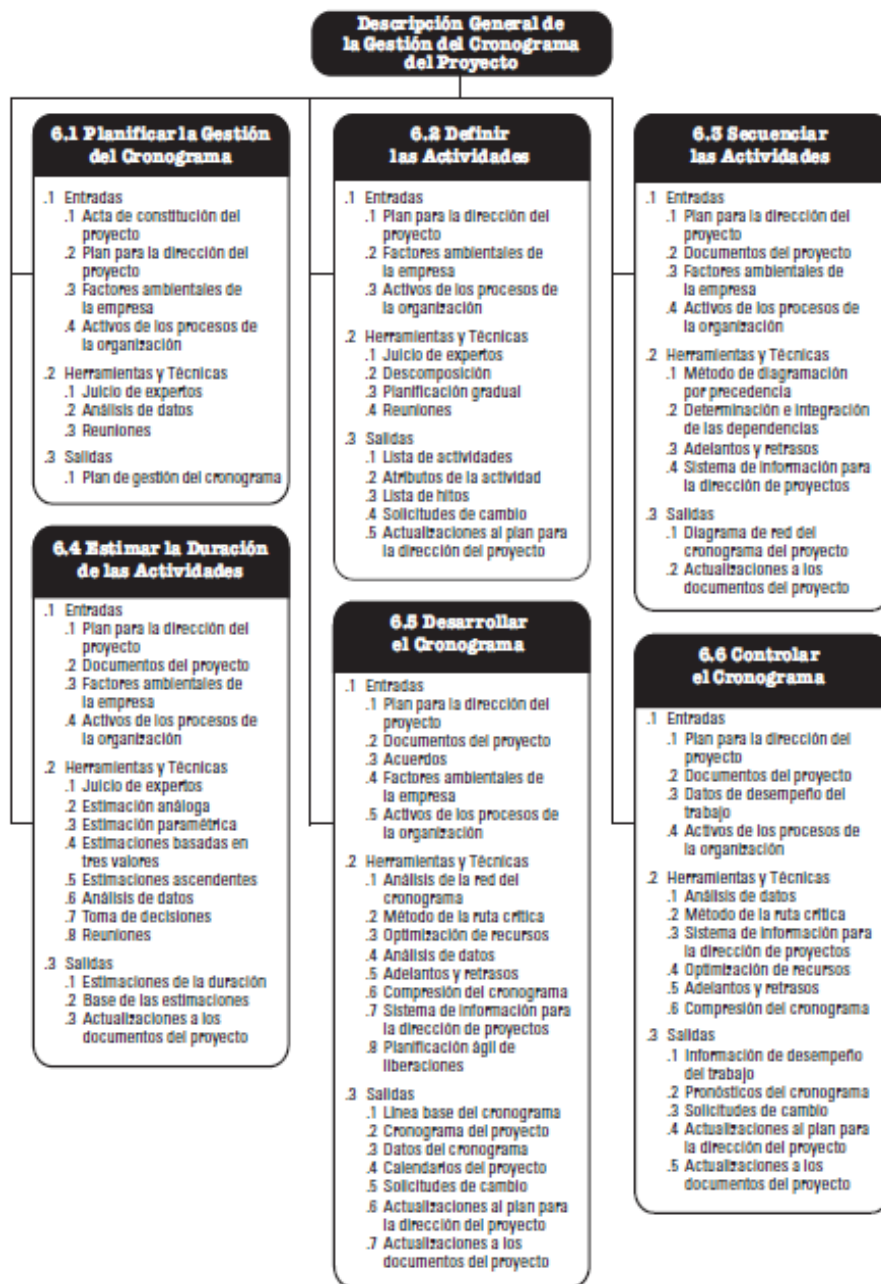 Descripción General de
la Gestión del Cronograma
del Proyecto
6.1 Planificar la Gestión
del Cronograma
.1 Entradas
.1 Acta de constitución del
proyecto
.2 Plan para la dirección del
proyecto
.3 Factores ambientales de
la empresa
.4 Activos de los procesos de
la organización
.2 Herramientas y Técnicas
.1 Juicio de expertos
.2 Análisis de datos
.3 Reuniones
.3 Salidas
.1 Plan de gestión del cronograma
6.2 Definir
las Actividades
.1 Entradas
.1 Plan para la dirección del
proyecto
.2 Factores ambientales de
la empresa
.3 Activos de los procesos de
la organización
.2 Herramientas y Técnicas
.1 Juicio de expertos
.2 Descomposición
.3 Planificación gradual
.4 Reuniones
.3 Salidas
.1 Lista de actividades
.2 Atributos de la actividad
.3 Lista de hitos
.4 Solicitudes de cambio
.5 Actualizaciones al plan para
la dirección del proyecto
6.3 Secuenciar
las Actividades
.1 Entradas
.1 Plan para la dirección del
proyecto
.2 Documentos del proyecto
.3 Factores ambientales de
la empresa
.4 Activos de los procesos de
la organización
.2 Herramientas y Técnicas
.1 Método de diagramación
por precedencia
.2 Determinación e integración
de las dependencias
.3 Adelantos y retrasos
.4 Sistema de información para
la dirección de proyectos
.3 Salidas
.1 Diagrama de red del
cronograma del proyecto
.2 Actualizaciones a los
documentos del proyecto
6.4 Estimar la Duración
de las Actividades
.1 Entradas
.1 Plan para la dirección del
proyecto
.2 Documentos del proyecto
.3 Factores ambientales de
la empresa
.4 Activos de los procesos de
la organización
.2 Herramientas y Técnicas
.1 Juicio de expertos
.2 Estimación análoga
.3 Estimación paramétrica
.4 Estimaciones basadas en
tres valores
.5 Estimaciones ascendentes
.6 Análisis de datos
.7 Toma de decisiones
.8 Reuniones
.3 Salidas
.1 Estimaciones de la duración
.2 Base de las estimaciones
.3 Actualizaciones a los
documentos del proyecto
6.5 Desarrollar
el Cronograma
.1 Entradas
.1 Plan para la dirección del
proyecto
.2 Documentos del proyecto
.3 Acuerdos
.4 Factores ambientales de
la empresa
.5 Activos de los procesos de
la organización
.2 Herramientas y Técnicas
.1 Análisis de la red del
cronograma
.2 Método de la ruta crítica
.3 Optimización de recursos
.4 Análisis de datos
.5 Adelantos y retrasos
.6 Compresión del cronograma
.7 Sistema de información para
la dirección de proyectos
.8 Planificación ágil de
liberaciones
.3 Salidas
.1 Línea base del cronograma
.2 Cronograma del proyecto
.3 Datos del cronograma
.4 Calendarios del proyecto
.5 Solicitudes de cambio
.6 Actualizaciones al plan para
la dirección del proyecto
.7 Actualizaciones a los
documentos del proyecto
6.6 Controlar
el Cronograma
.1 Entradas
.1 Plan para la dirección del
proyecto
.2 Documentos del proyecto
.3 Datos de desempeño del
trabajo
.4 Activos de los procesos de
la organización
.2 Herramientas y Técnicas
.1 Análisis de datos
.2 Método de la ruta crítica
.3 Sistema de información para
la dirección de proyectos
.4 Optimización de recursos
.5 Adelantos y retrasos
.6 Compresión del cronograma
.3 Salidas
.1 Información de desempeño
del trabajo
.2 Pronósticos del cronograma
.3 Solicitudes de cambio
.4 Actualizaciones al plan para
la dirección del proyecto
.5 Actualizaciones a los
documentos del proyecto